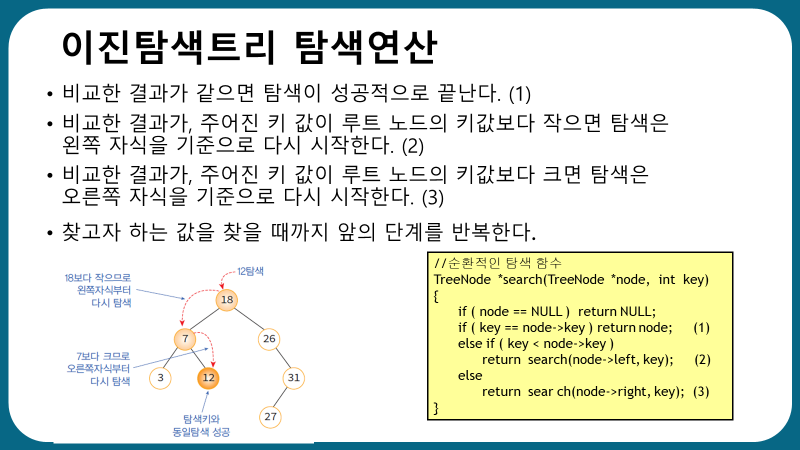 이진탐색트리 탐색연산
• 비교한 결과가 같으면 탐색이 성공적으로 끝난다. (1)
• 비교한 결과가, 주어진 키 값이 루트 노드의 키값보다 작으면 탐색은
왼쪽 자식을 기준으로 다시 시작한다. (2)
• 비교한 결과가, 주어진 키 값이 루트 노드의 키값보다 크면 탐색은
오른쪽 자식을 기준으로 다시 시작한다. (3)
• 찾고자 하는 값을 찾을 때까지 앞의 단계를 반복한다.
12탐색
18보다 작으므로
왼쪽자식부터
다시 탐색
18
7
26
7보다 크므로
오른쪽자식부터
다시 탐색
3
12
31
27
탐색키와
동일탐색 성공
//순환적인 탐색 함수
TreeNode *search(TreeNode *node, int key)
{
if ( node == NULL ) return NULL;
if ( key == node->key ) return node; (1)
else if ( key < node->key )
return search(node->left, key); (2)
else
return sear ch(node->right, key); (3)
}